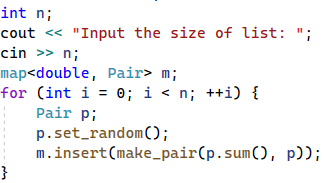 int n;
cout << "Input the size of list: ";
cin >> n;
map<double, Pair> m;
for (int i = 0; i < n; ++i) {
    Pair p;
    p.set_random();
    m.insert(make_pair(p.sum(), p));
}